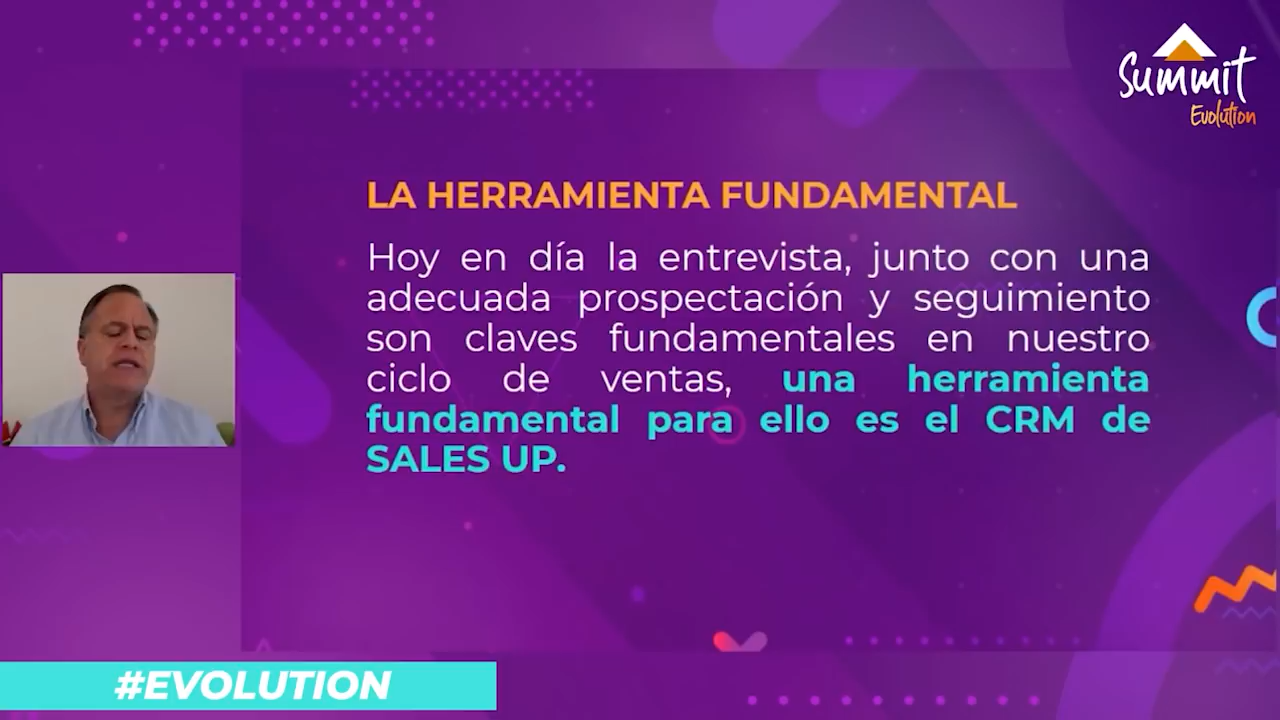 Summit
Evolution
LA HERRAMIENTA FUNDAMENTAL
Hoy en día la entrevista, junto con una
adecuada prospectación y seguimiento
son claves fundamentales en nuestro
ciclo de ventas, una herramienta
fundamental para ello es el CRM de
SALES UP.
#EVOLUTION